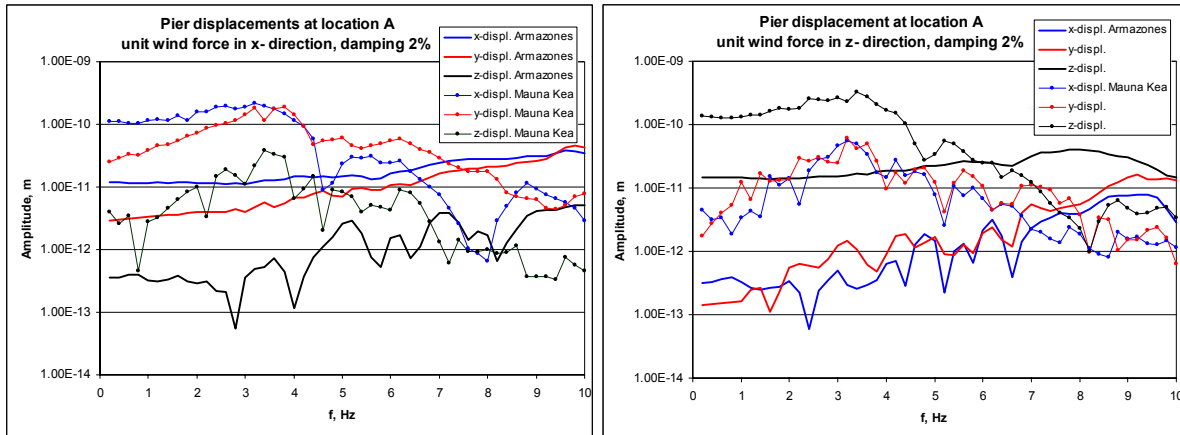 Pier displacements at location A
unit wind force in x- direction, damping 2%
x-displ. Armazones
y-displ. Armazones
z-displ. Armazones
x-displ. Mauna Kea
y-displ. Mauna Kea
z-displ. Mauna Kea
Amplitude, m
1.00E-09
1.00E-10
1.00E-11
1.00E-12
1.00E-13
1.00E-14
0 1 2 3 4 5 6 7 8 9 10
f, Hz
Pier displacement at location A
unit wind force in z- direction, damping 2%
x-displ. Armazones
y-displ.
z-displ.
x-displ. Mauna Kea
y-displ.
z-displ.
Amplitude, m
1.00E-09
1.00E-10
1.00E-11
1.00E-12
1.00E-13
1.00E-14
0 1 2 3 4 5 6 7 8 9 10
f, Hz